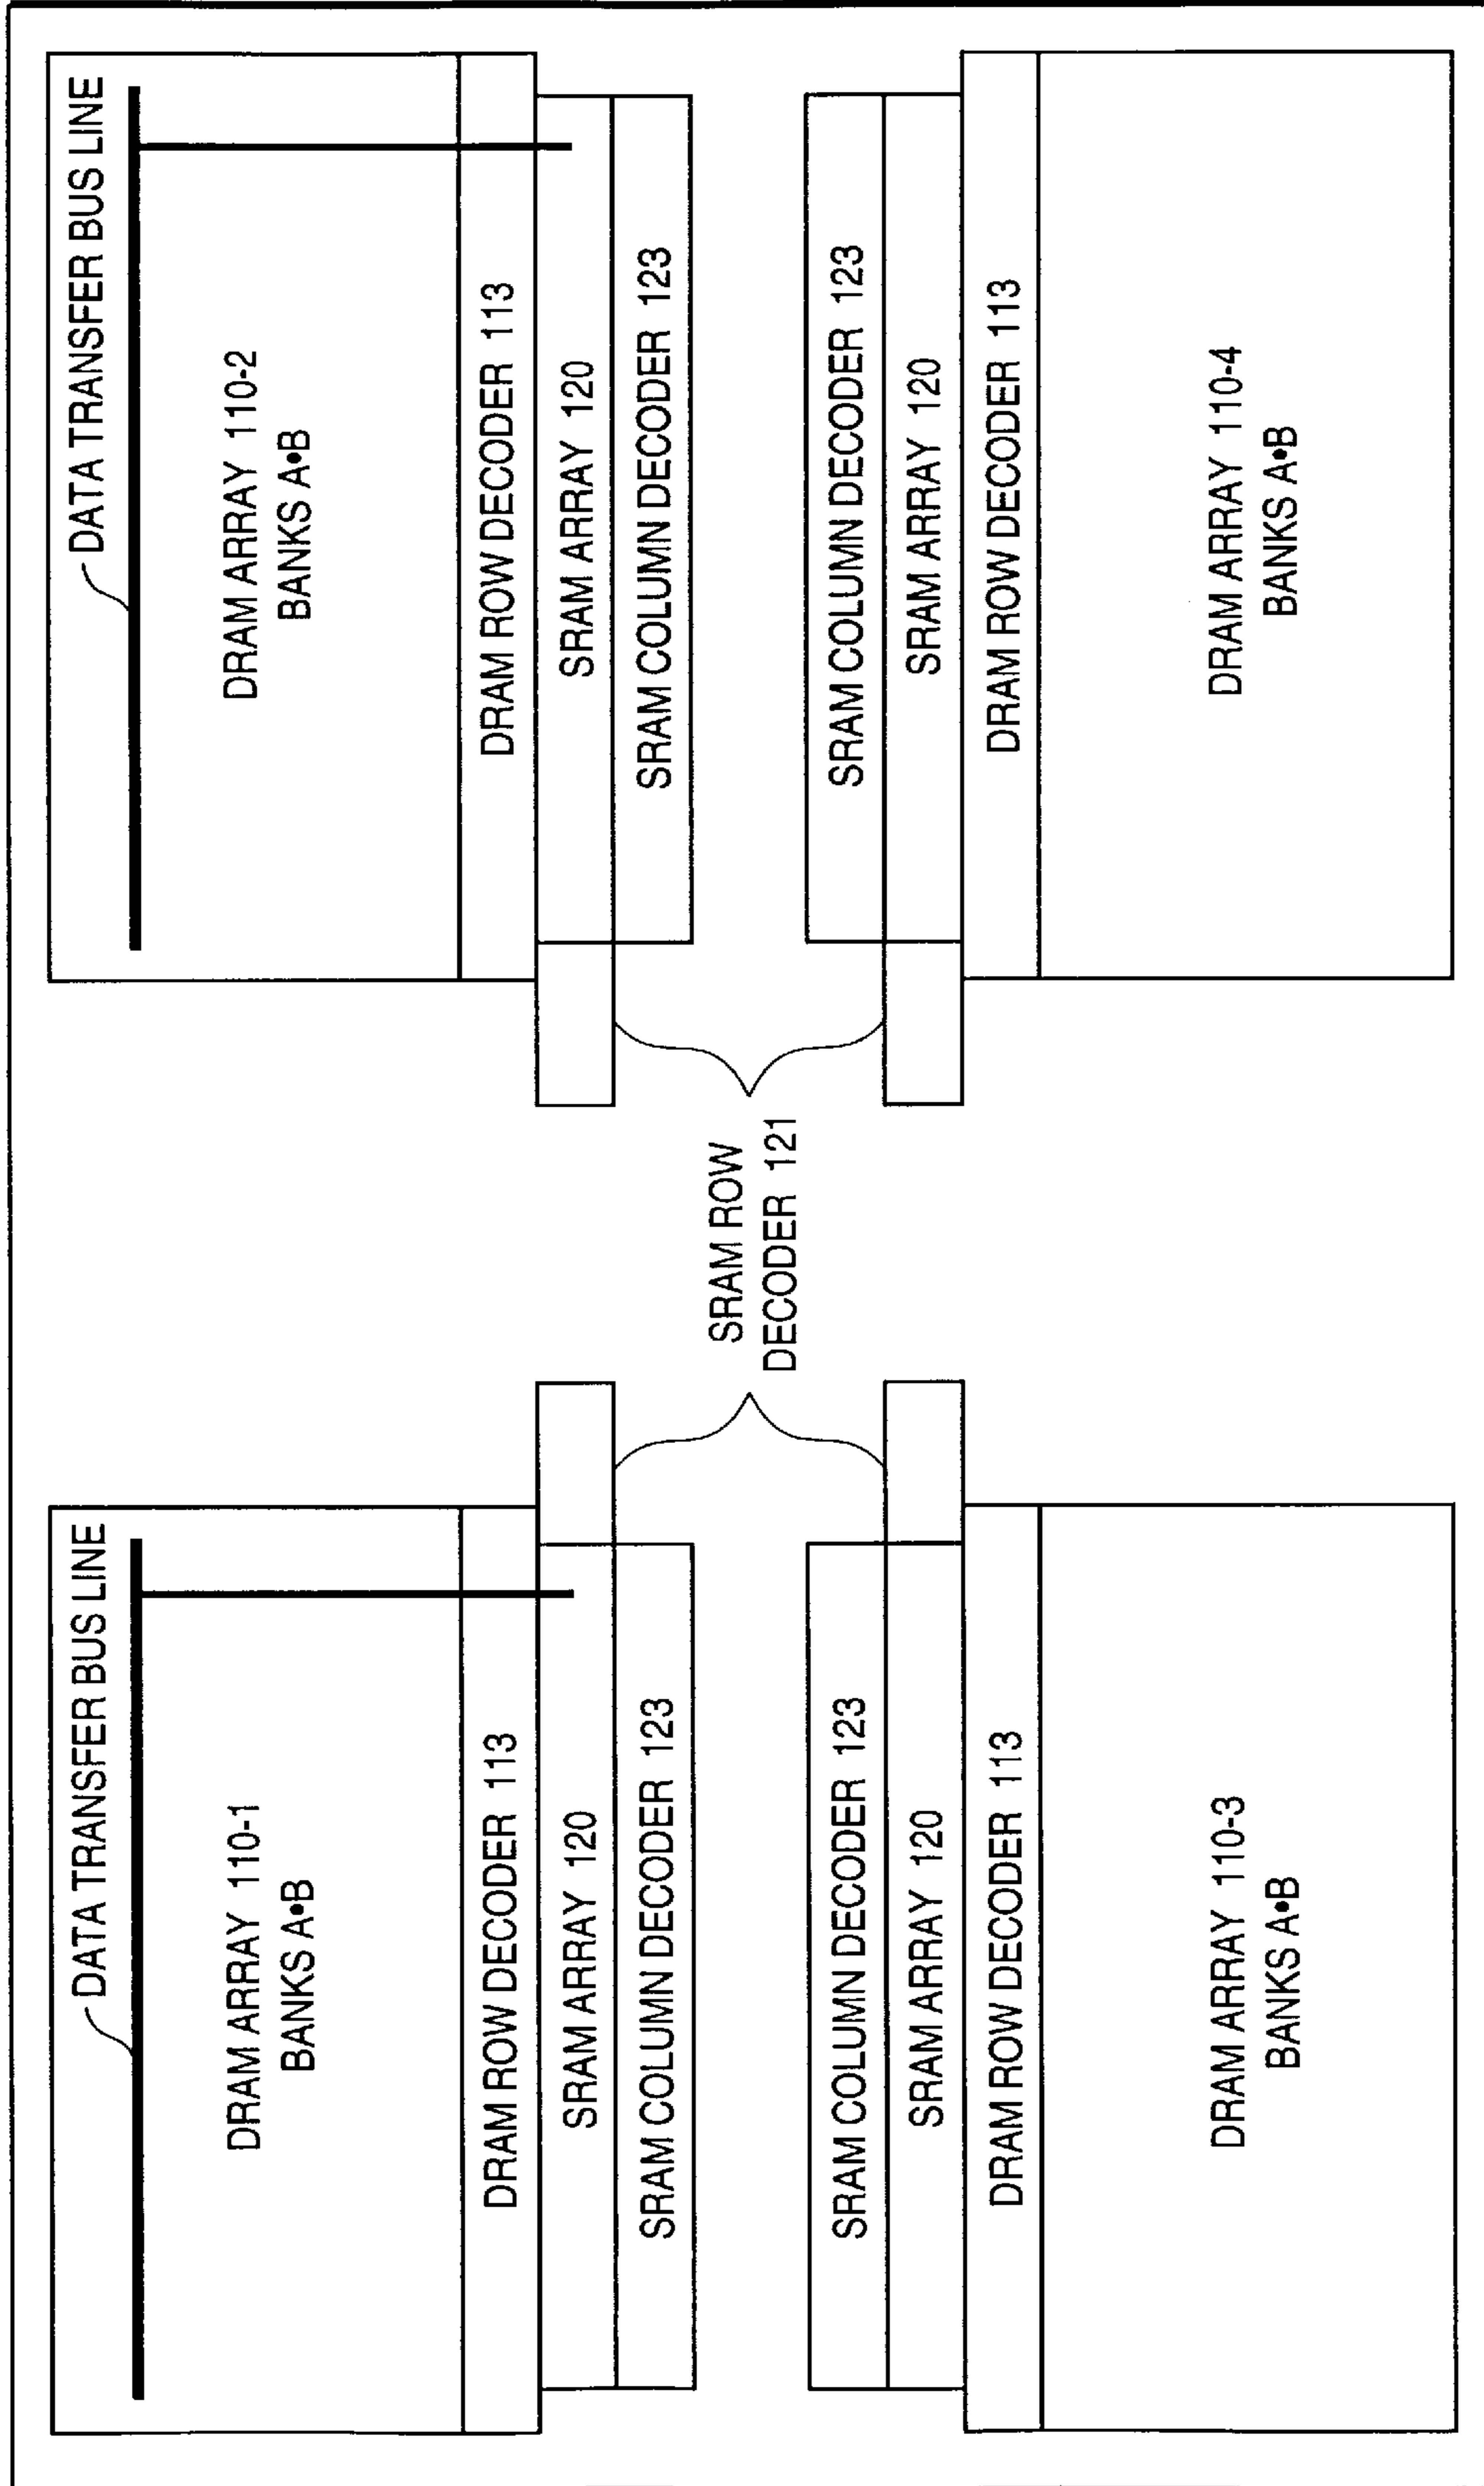 DATA TRANSFER BUS LINE
DRAM ARRAY 110-1
BANKS A•B
DRAM ROW DECODER 113
SRAM ARRAY 120
SRAM COLUMN DECODER 123
SRAM COLUMN DECODER 123
SRAM ARRAY 120
DRAM ROW DECODER 113
DRAM ARRAY 110-3
BANKS A•B
SRAM ROW
DECODER 121
DATA TRANSFER BUS LINE
DRAM ARRAY 110-2
BANKS A•B
DRAM ROW DECODER 113
SRAM ARRAY 120
SRAM COLUMN DECODER 123
SRAM COLUMN DECODER 123
SRAM ARRAY 120
DRAM ROW DECODER 113
DRAM ARRAY 110-4
BANKS A•B